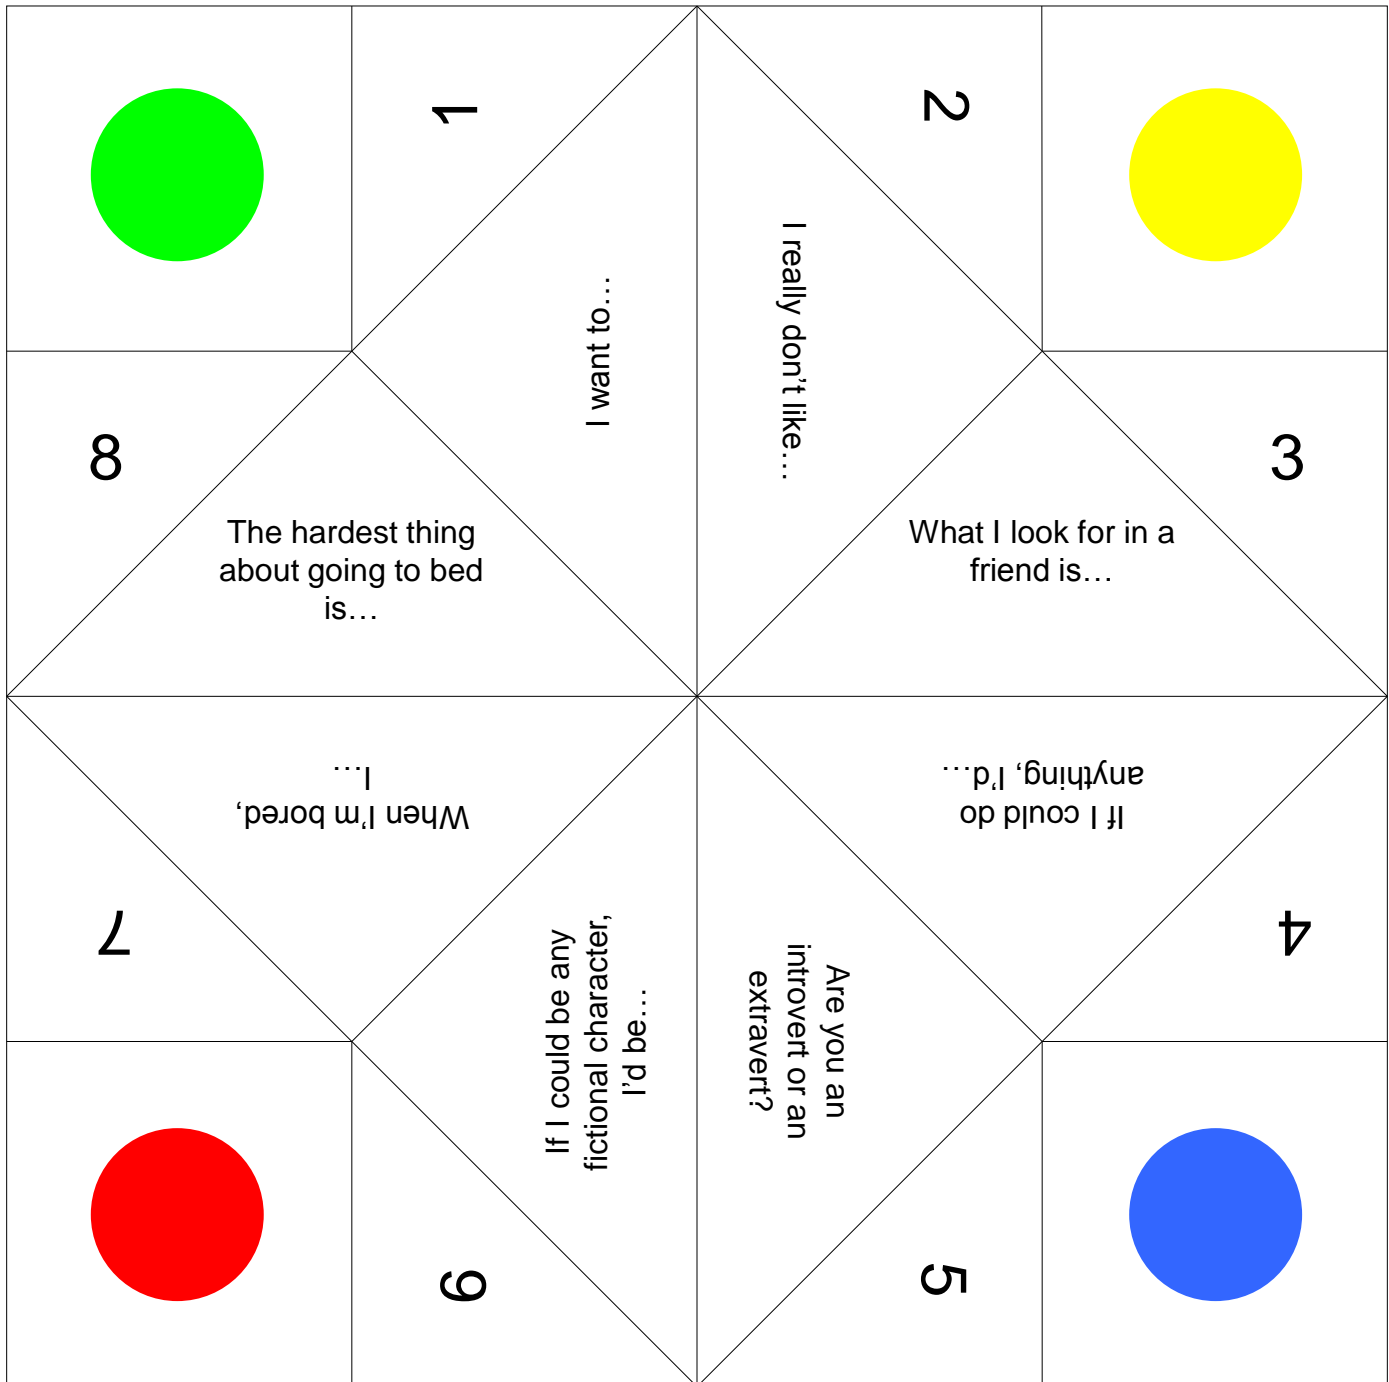 1
2
I want to…
I really don’t like…
8
3
The hardest thing
about going to bed
is…
What I look for in a
friend is…
When I’m bored,
I…
If I could do
anything, I’d…
7
4
If I could be any
fictional character,
I’d be…
Are you an
introvert or an
extravert?
6
5